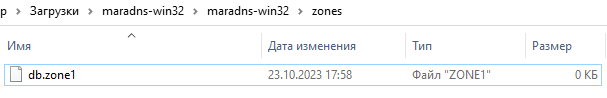 р > Загрузки > maradns-win32 > maradns-win32 > zones
Имя Дата изменения Тип Размер
db.zone1 23.10.2023 17:58 Файл "ZONE1" 0 КБ